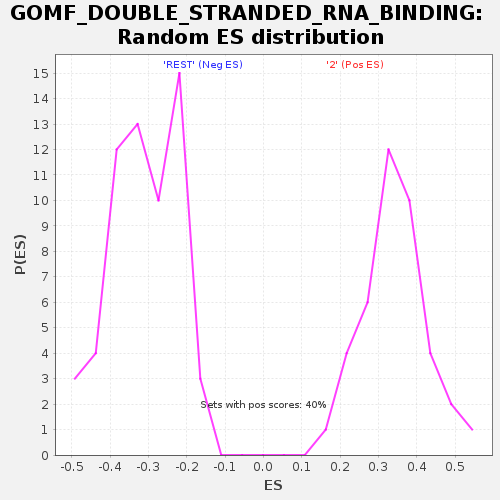 GOMF_DOUBLE_STRANDED_RNA_BINDING:
Random ES distribution
'REST' (Neg ES) '2' (Pos ES)
15
14
13
12
11
10
9
8
7
6
5
4
3
2
1
0
P(ES)
Sets with pos scores: 40%
-0.5 -0.4 -0.3 -0.2 -0.1 0.0 0.1 0.2 0.3 0.4 0.5
ES